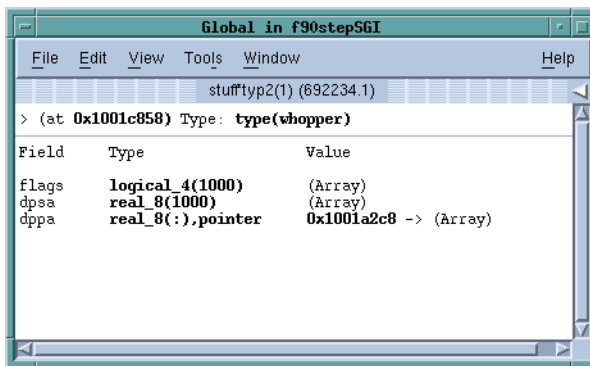 Global in f90stepSGI
File Edit View Tools Window Help
stufftyp2(1) (692234.1)
> (at 0x1001c858) Type: type(whopper)
Field Type Value
flags logical_4(1000) (Array)
dpsa real_8(1000) (Array)
dppa real_8(:),pointer 0x1001a2c8 -> (Array)